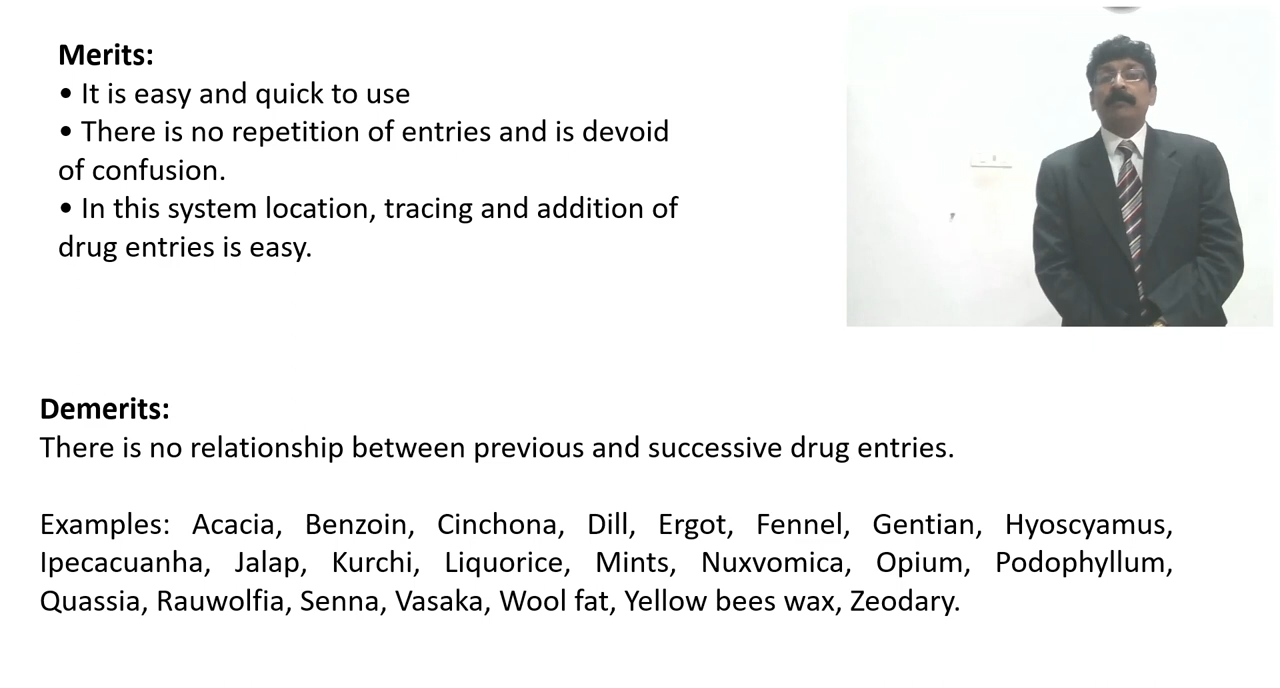 Merits:
• It is easy and quick to use
• There is no repetition of entries and is devoid
of confusion.
• In this system location, tracing and addition of
drug entries is easy.
Demerits:
There is no relationship between previous and successive drug entries.
Examples: Acacia, Benzoin, Cinchona, Dill, Ergot, Fennel, Gentian, Hyoscyamus,
Ipecacuanha, Jalap, Kurchi, Liquorice, Mints, Nuxvomica, Opium, Podophyllum,
Quassia, Rauwolfia, Senna, Vasaka, Wool fat, Yellow bees wax, Zeodary.